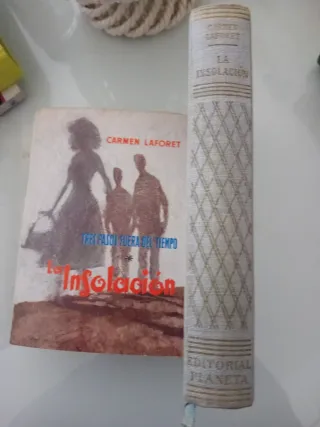 CARMEN LAFORET
TRES PASOS FUERA DEL TIEMPO
La Insolación
CARMEN
LAFORET
LA
INSOLACIÓN
EDITORIAL
PLANETA